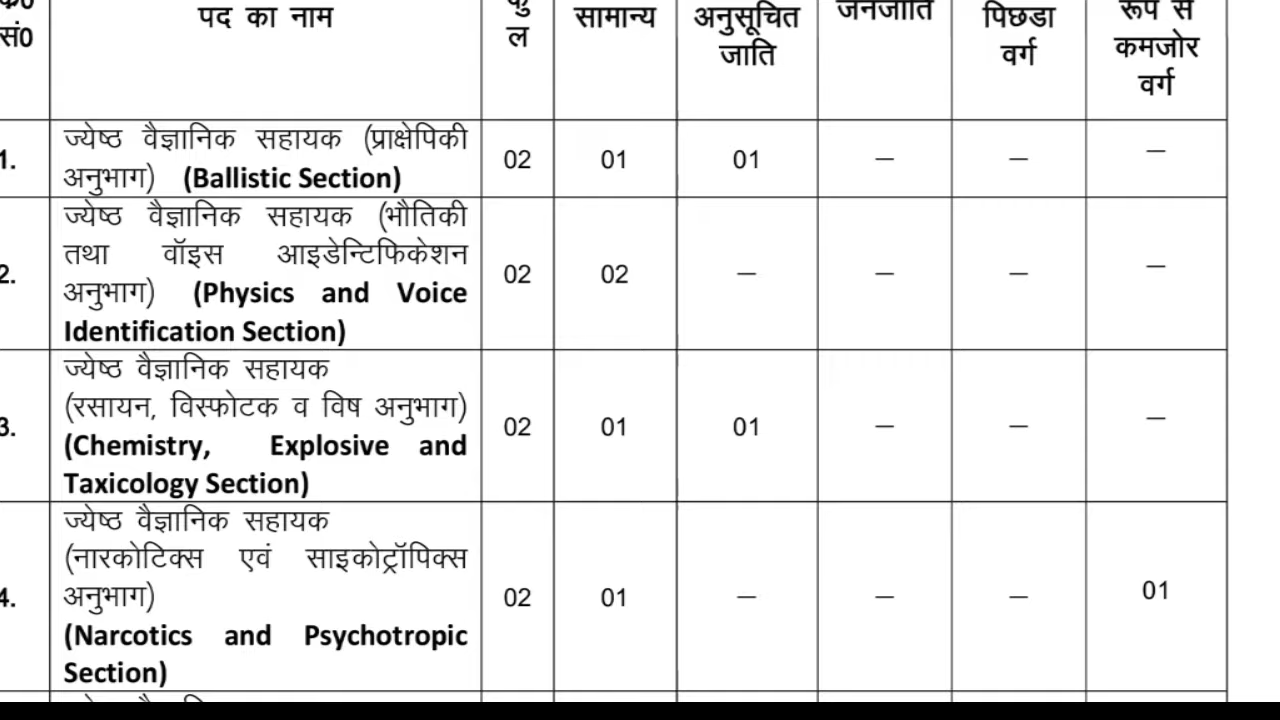 क0 पद का नाम कु सामान्य अनुसूचित जनजाति पिछडा रूप से
सं0 ल जाति वर्ग कमजोर
वर्ग
1. ज्येष्ठ वैज्ञानिक सहायक (प्राक्षेपिकी
अनुभाग) (Ballistic Section) 02 01 01 — — —
2. ज्येष्ठ वैज्ञानिक सहायक (भौतिकी
तथा वॉइस आइडेन्टिफिकेशन
अनुभाग) (Physics and Voice
Identification Section) 02 02 — — — —
3. ज्येष्ठ वैज्ञानिक सहायक
(रसायन, विस्फोटक व विष अनुभाग)
(Chemistry, Explosive and
Taxicology Section) 02 01 01 — — —
4. ज्येष्ठ वैज्ञानिक सहायक
(नारकोटिक्स एवं साइकोट्रॉपिक्स
अनुभाग)
(Narcotics and Psychotropic
Section) 02 01 — — — 01